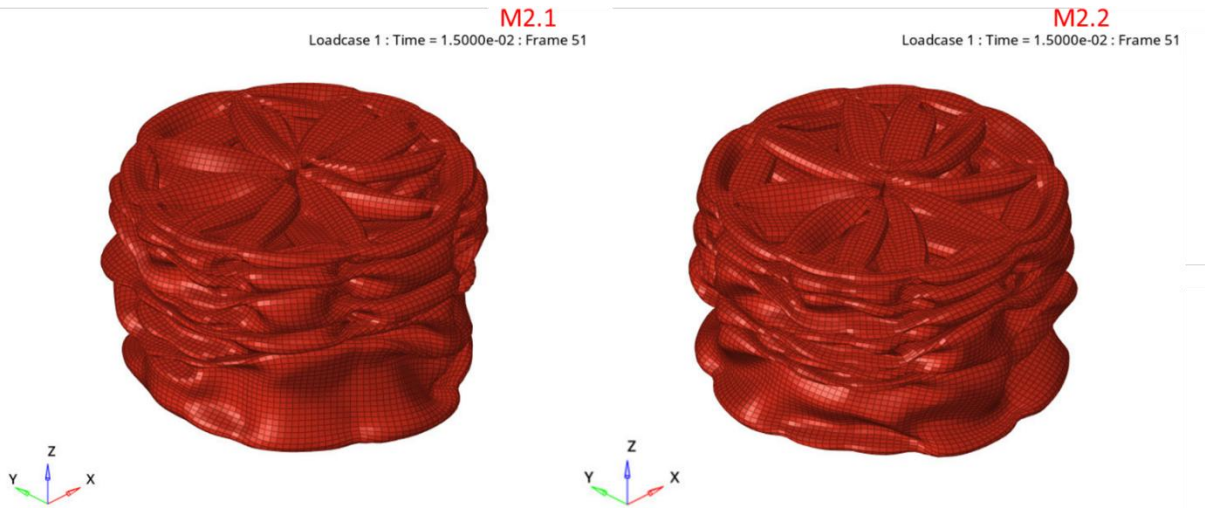 M2.1
Loadcase 1 : Time = 1.5000e-02 : Frame 51
Z
Y
X
M2.2
Loadcase 1 : Time = 1.5000e-02 : Frame 51
Z
Y
X